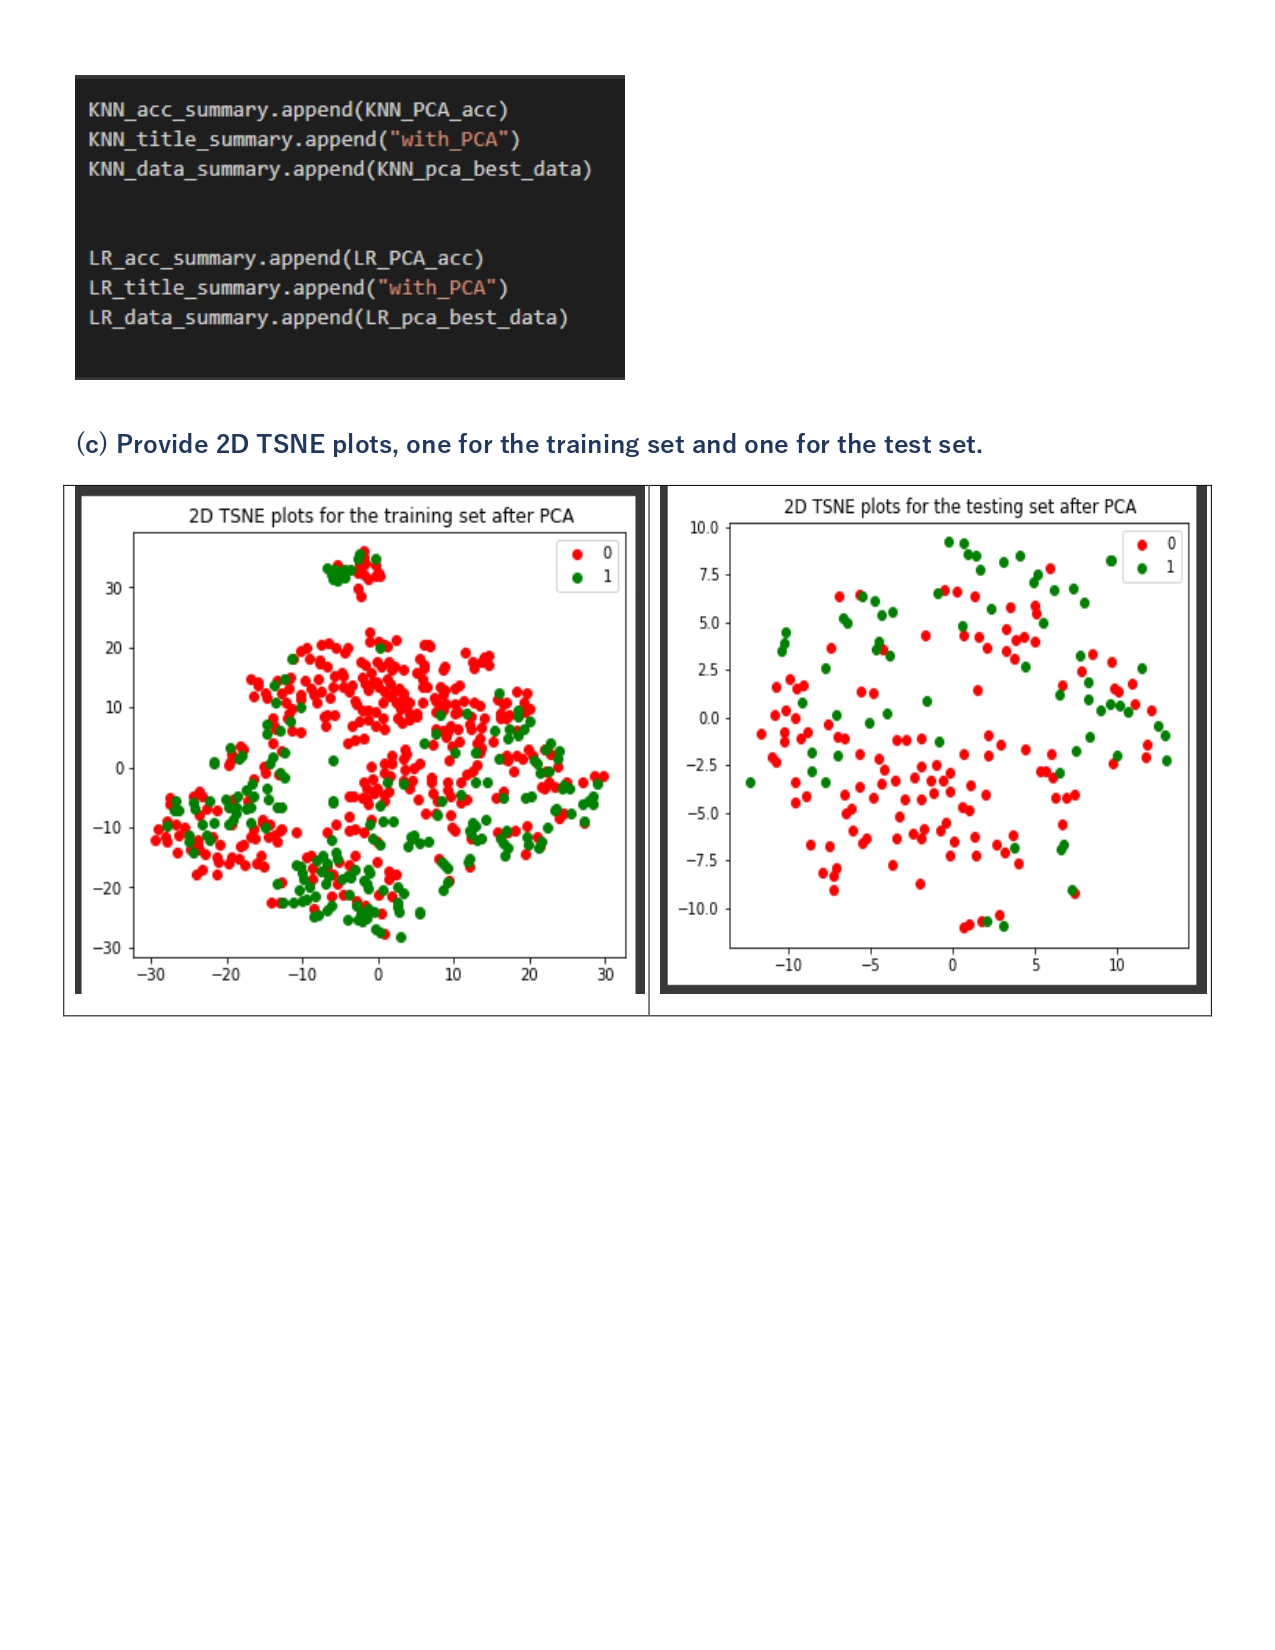 KNN_acc_summary.append(KNN_PCA_acc)
KNN_title_summary.append("with_PCA")
KNN_data_summary.append(KNN_pca_best_data)
LR_acc_summary.append(LR_PCA_acc)
LR_title_summary.append("with_PCA")
LR_data_summary.append(LR_pca_best_data)
(c) Provide 2D TSNE plots, one for the training set and one for the test set.
2D TSNE plots for the training set after PCA
0
1
30
20
10
0
−10
−20
−30
−30 −20 −10 0 10 20 30
2D TSNE plots for the testing set after PCA
0
1
10.0
7.5
5.0
2.5
0.0
−2.5
−5.0
−7.5
−10.0
−10 −5 0 5 10